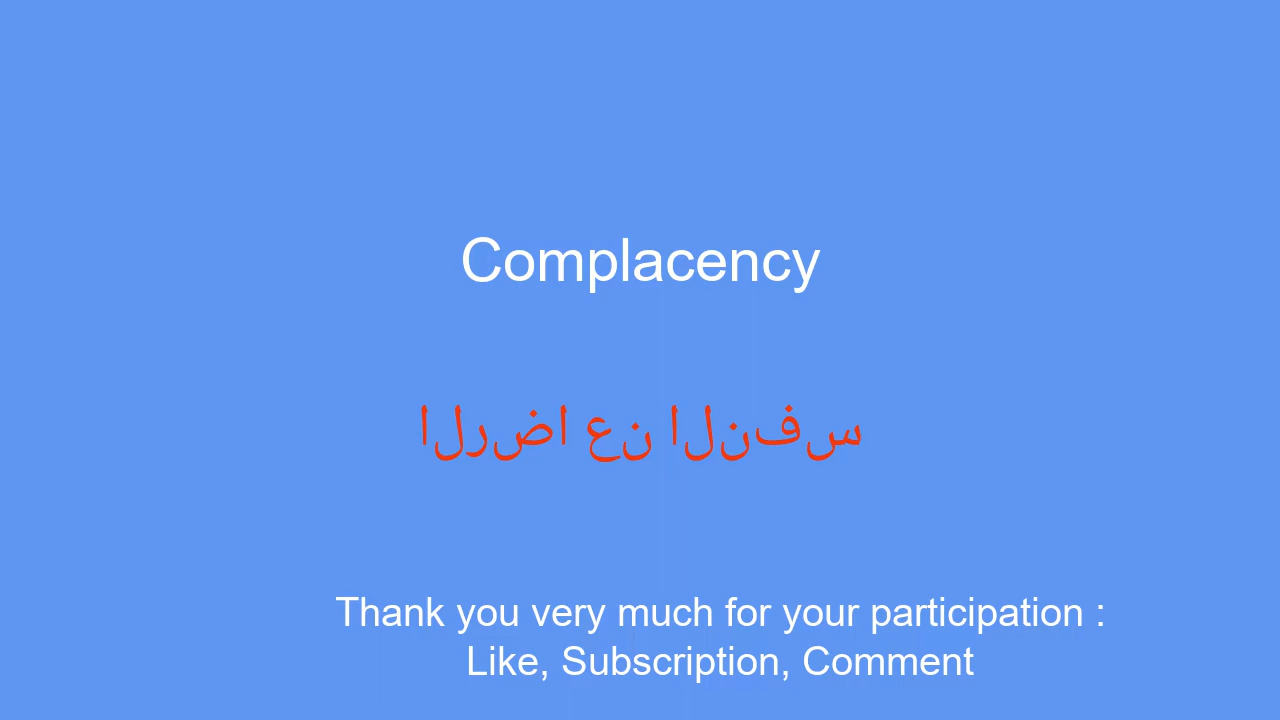 Complacency
الرضا عن النفس
Thank you very much for your participation :
Like, Subscription, Comment